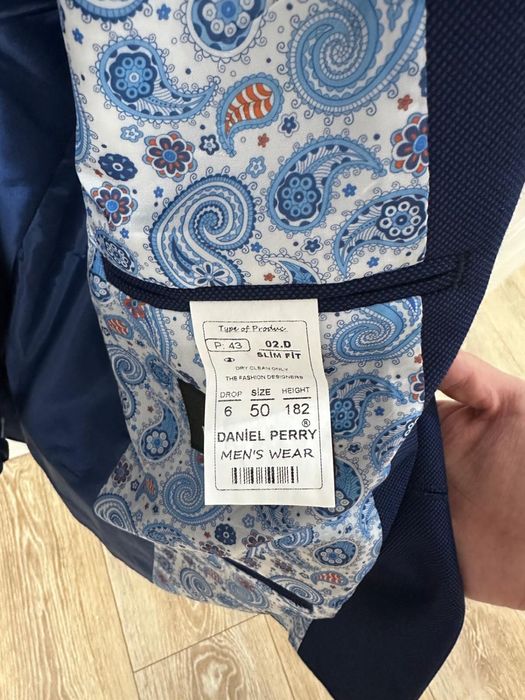 Type of Produc
P: 43 02.D
SLIM FIT
DRY CLEAN ONLY
THE FASHION DESIGNERS
DROP SIZE HEIGHT
6 50 182
DANİEL PERRY®
MEN'S WEAR